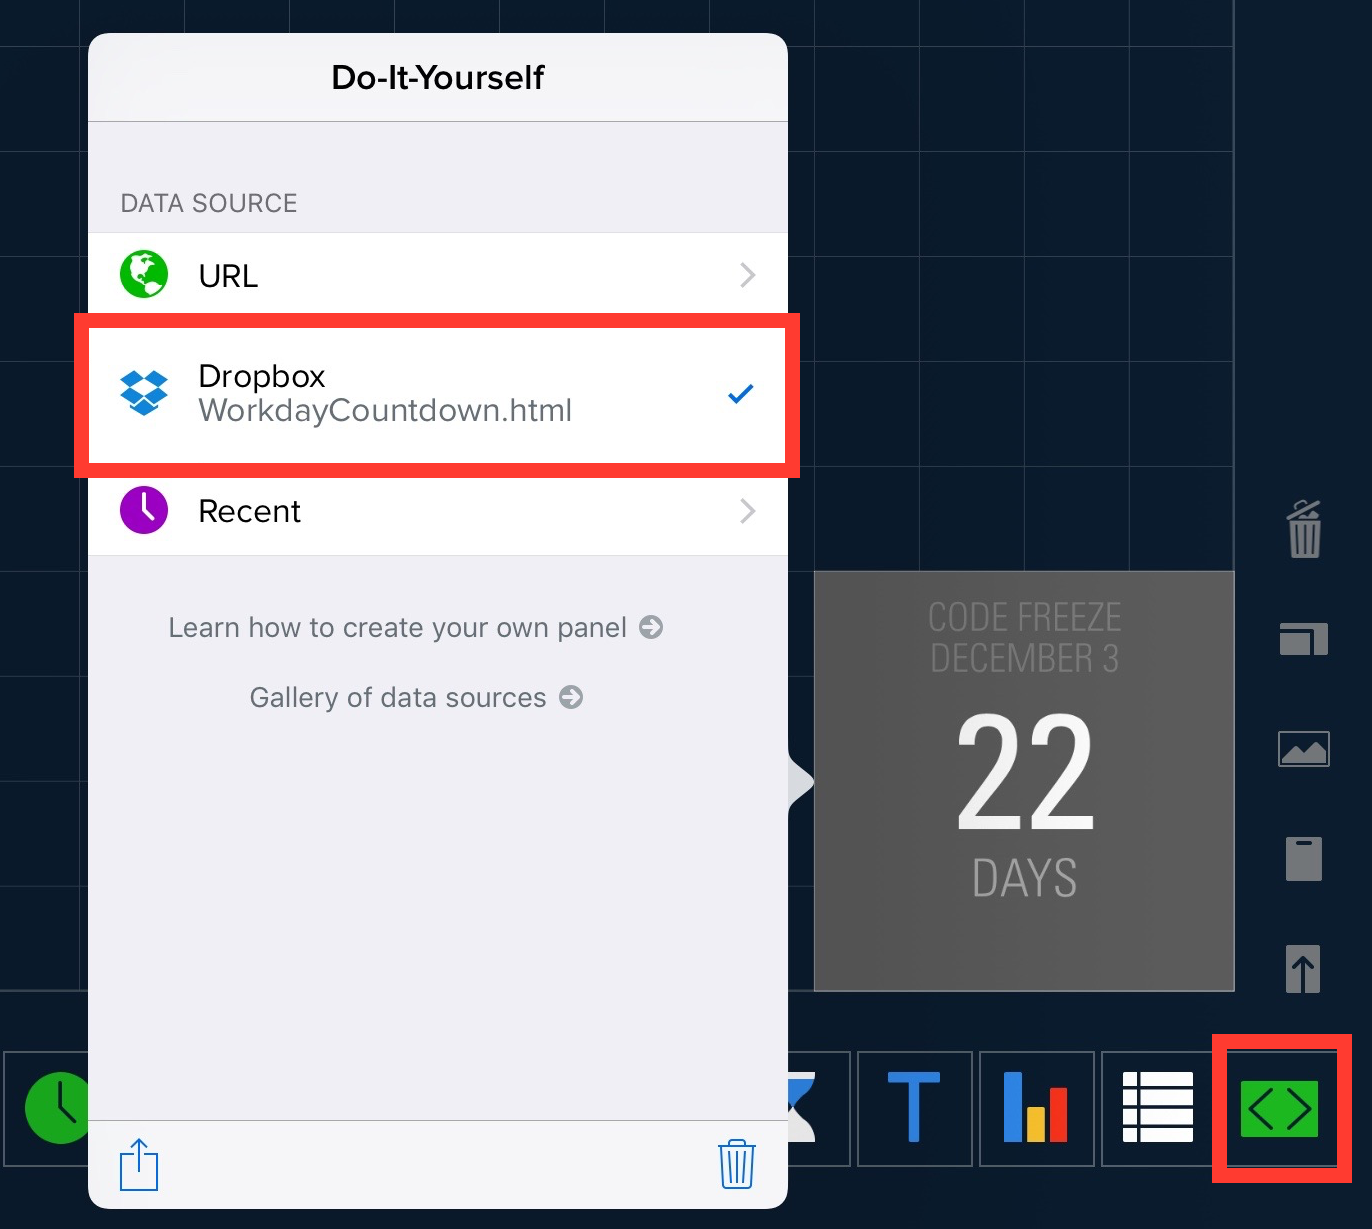 Do-It-Yourself
DATA SOURCE
URL
Dropbox
WorkdayCountdown.html
Recent
Learn how to create your own panel
Gallery of data sources
CODE FREEZE
DECEMBER 3
22
DAYS
T